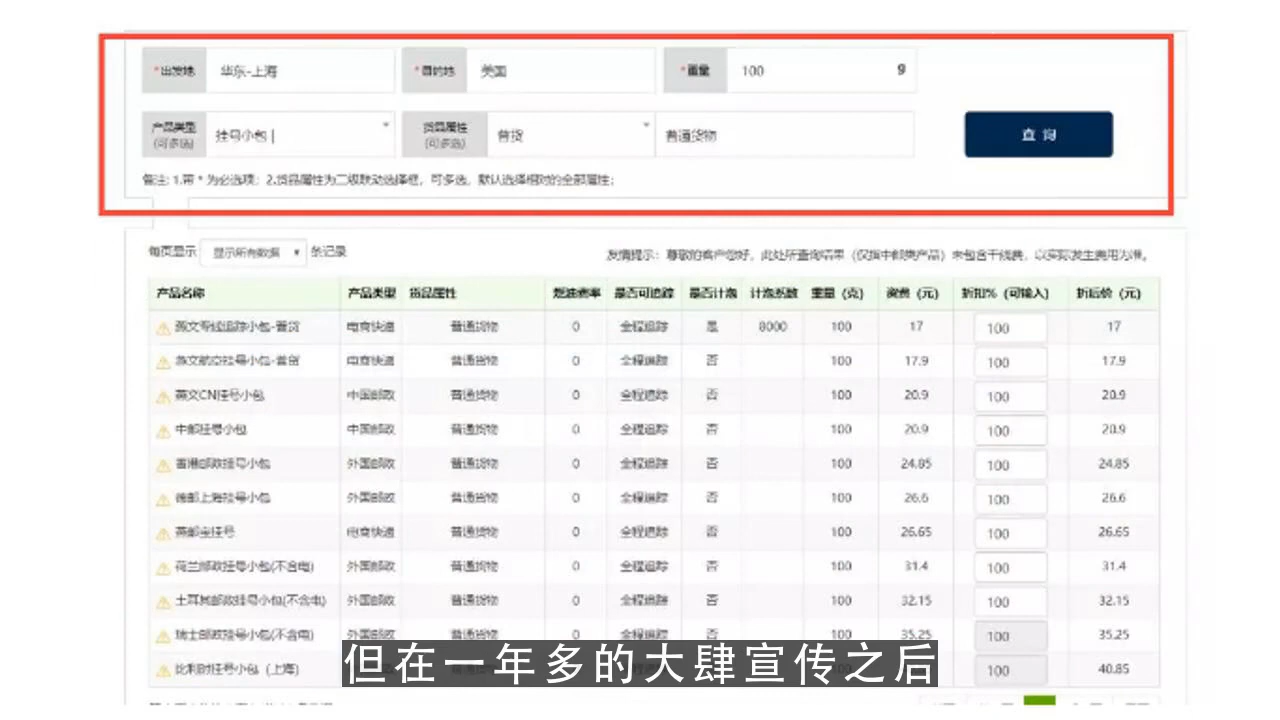 *出发地 华东-上海 *目的地 美国 *重量 100 g
产品类型 (可多选) 挂号小包 货品属性 (可多选) 普货 普通货物 查 询
备注: 1.带 * 为必选项; 2.货品属性为二级联动选择框, 可多选, 默认选择相对的全部属性;
每页显示 显示所有数据 条记录 友情提示: 尊敬的客户您好, 此处所查询结果 (仅指中邮类产品) 未包含干线费, 以实际发生费用为准。
产品名称 产品类型 货品属性 燃油费率 是否可追踪 是否计泡 计泡系数 重量 (克) 资费 (元) 折扣% (可输入) 折后价 (元)
燕文专线追踪小包-普货 电商快递 普通货物 0 全程追踪 是 8000 100 17 100 17
燕文航空挂号小包-普货 电商快递 普通货物 0 全程追踪 否 100 17.9 100 17.9
燕文CN挂号小包 中国邮政 普通货物 0 全程追踪 否 100 20.9 100 20.9
中邮挂号小包 中国邮政 普通货物 0 全程追踪 否 100 20.9 100 20.9
香港邮政挂号小包 外国邮政 普通货物 0 全程追踪 否 100 24.85 100 24.85
德邮上海挂号小包 外国邮政 普通货物 0 全程追踪 否 100 26.6 100 26.6
燕邮宝挂号 电商快递 普通货物 0 全程追踪 否 100 26.65 100 26.65
荷兰邮政挂号小包(不含电) 外国邮政 普通货物 0 全程追踪 否 100 31.4 100 31.4
土耳其邮政挂号小包(不含电) 外国邮政 普通货物 0 全程追踪 否 100 32.15 100 32.15
瑞士邮政挂号小包(不含电) 外国邮政 普通货物 0 全程追踪 否 100 35.25 100 35.25
比利时挂号小包 (上海) 100 40.85
但在一年多的大肆宣传之后